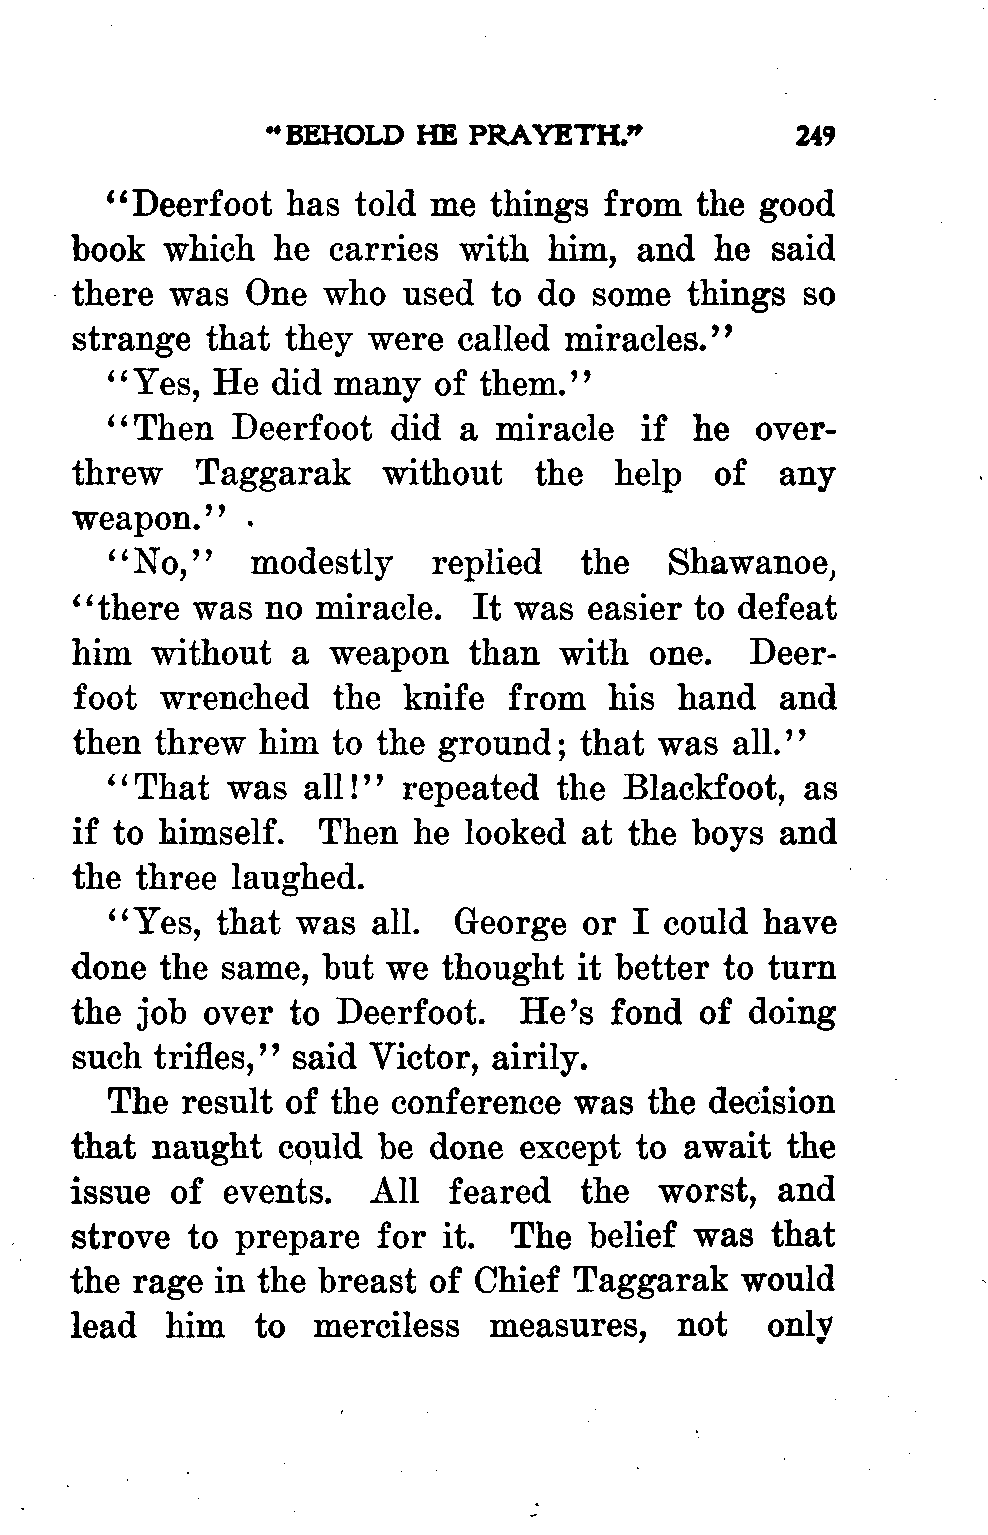 "BEHOLD HE PRAYETH." 249
"Deerfoot has told me things from the good
book which he carries with him, and he said
there was One who used to do some things so
strange that they were called miracles."
"Yes, He did many of them."
"Then Deerfoot did a miracle if he over-
threw Taggarak without the help of any
weapon."
"No," modestly replied the Shawanoe,
"there was no miracle. It was easier to defeat
him without a weapon than with one. Deer-
foot wrenched the knife from his hand and
then threw him to the ground; that was all."
"That was all!" repeated the Blackfoot, as
if to himself. Then he looked at the boys and
the three laughed.
"Yes, that was all. George or I could have
done the same, but we thought it better to turn
the job over to Deerfoot. He's fond of doing
such trifles," said Victor, airily.
The result of the conference was the decision
that naught could be done except to await the
issue of events. All feared the worst, and
strove to prepare for it. The belief was that
the rage in the breast of Chief Taggarak would
lead him to merciless measures, not only